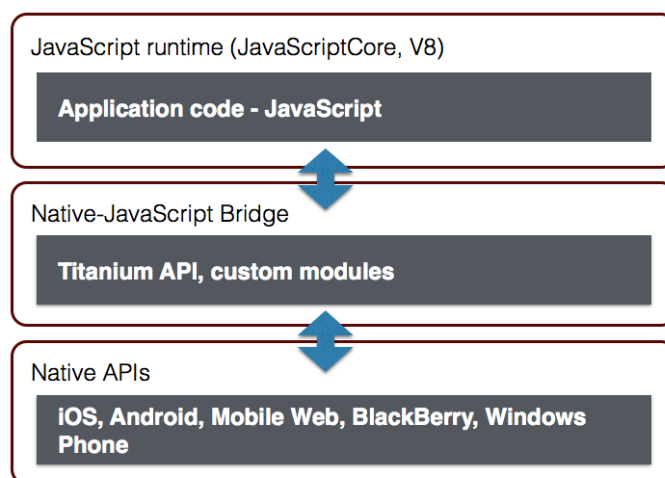 JavaScript runtime (JavaScriptCore, V8)
Application code - JavaScript
Native-JavaScript Bridge
Titanium API, custom modules
Native APIs
iOS, Android, Mobile Web, BlackBerry, Windows
Phone